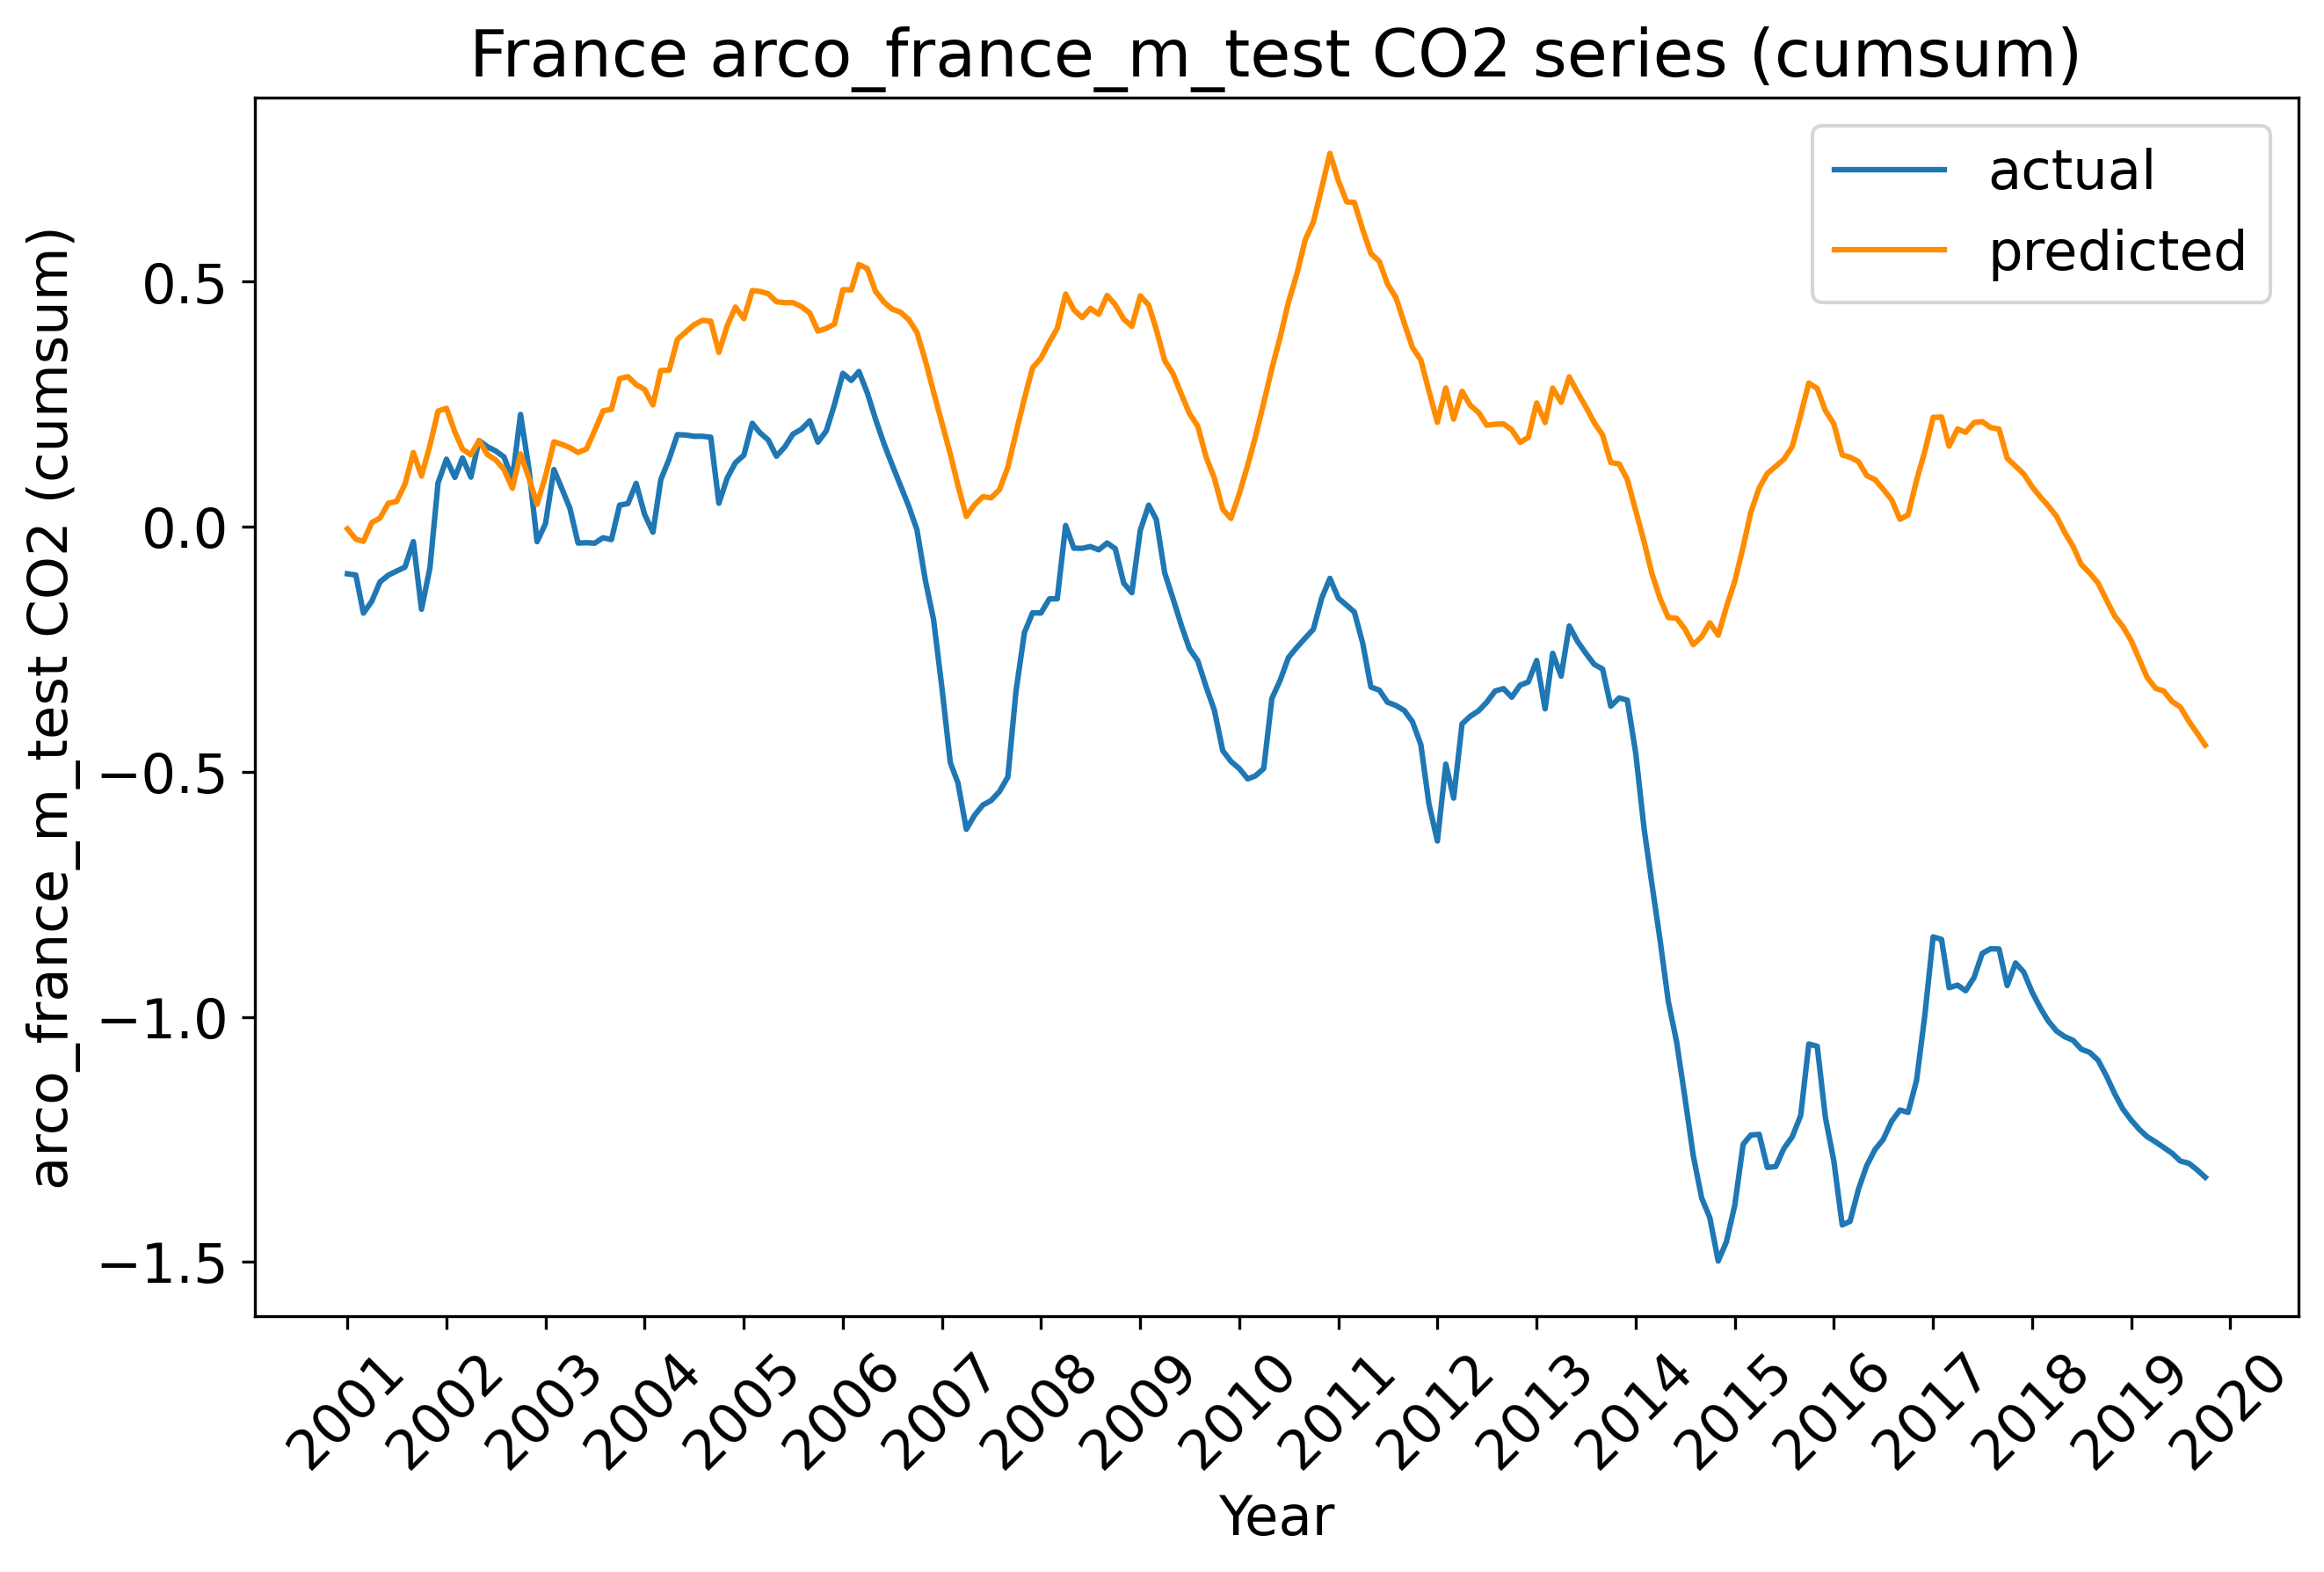 France arco_france_m_test CO2 series (cumsum)
actual
predicted
arco_france_m_test CO2 (cumsum)
0.5
0.0
−0.5
−1.0
−1.5
2001 2002 2003 2004 2005 2006 2007 2008 2009 2010 2011 2012 2013 2014 2015 2016 2017 2018 2019 2020
Year